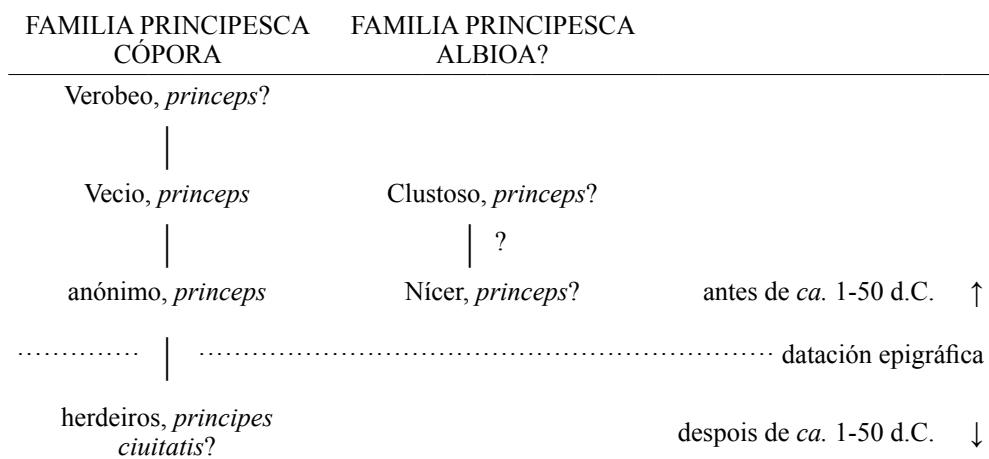 FAMILIA PRINCIPESCA CÓPORA
FAMILIA PRINCIPESCA ALBIOA?
Verobeo, princeps?
Vecio, princeps
Clustoso, princeps?
?
anónimo, princeps
Nícer, princeps?
antes de ca. 1-50 d.C. ↑
datación epigráfica
herdeiros, principes
ciuitatis?
despois de ca. 1-50 d.C. ↓